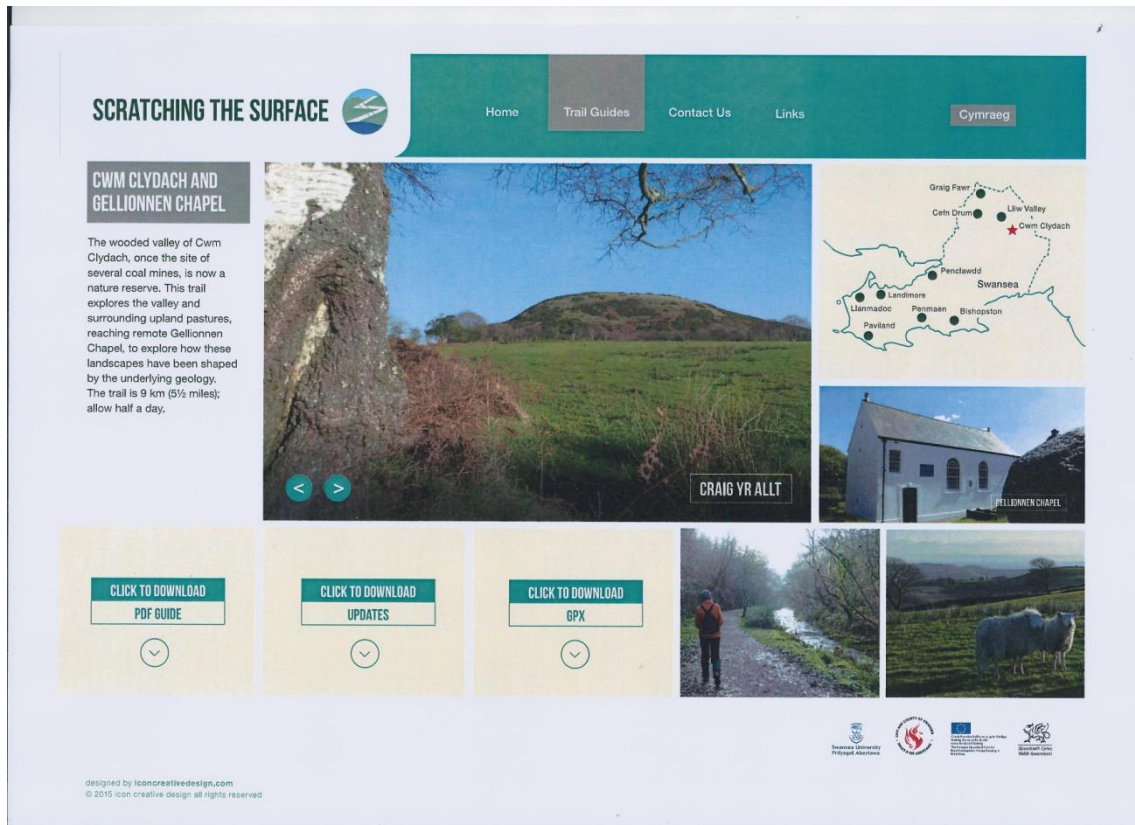 SCRATCHING THE SURFACE
Home
Trail Guides
Contact Us
Links
Cymraeg
CWM CLYDACH AND
GELLIONNEN CHAPEL
The wooded valley of Cwm
Clydach, once the site of
several coal mines, is now a
nature reserve. This trail
explores the valley and
surrounding upland pastures,
reaching remote Gellionnen
Chapel, to explore how these
landscapes have been shaped
by the underlying geology.
The trail is 9 km (5½ miles);
allow half a day.
< >
CRAIG YR ALLT
Graig Fawr
Cefn Drum
Lliw Valley
Cwm Clydach
Penclawdd
Swansea
Landimore
Llanmadoc
Penmaen
Bishopston
Paviland
GELLIONNEN CHAPEL
CLICK TO DOWNLOAD
PDF GUIDE
CLICK TO DOWNLOAD
UPDATES
CLICK TO DOWNLOAD
GPX
Swansea University
Prifysgol Abertawe
Llywodraeth Cymru
Welsh Government
designed by iconcreativedesign.com
© 2015 icon creative design all rights reserved